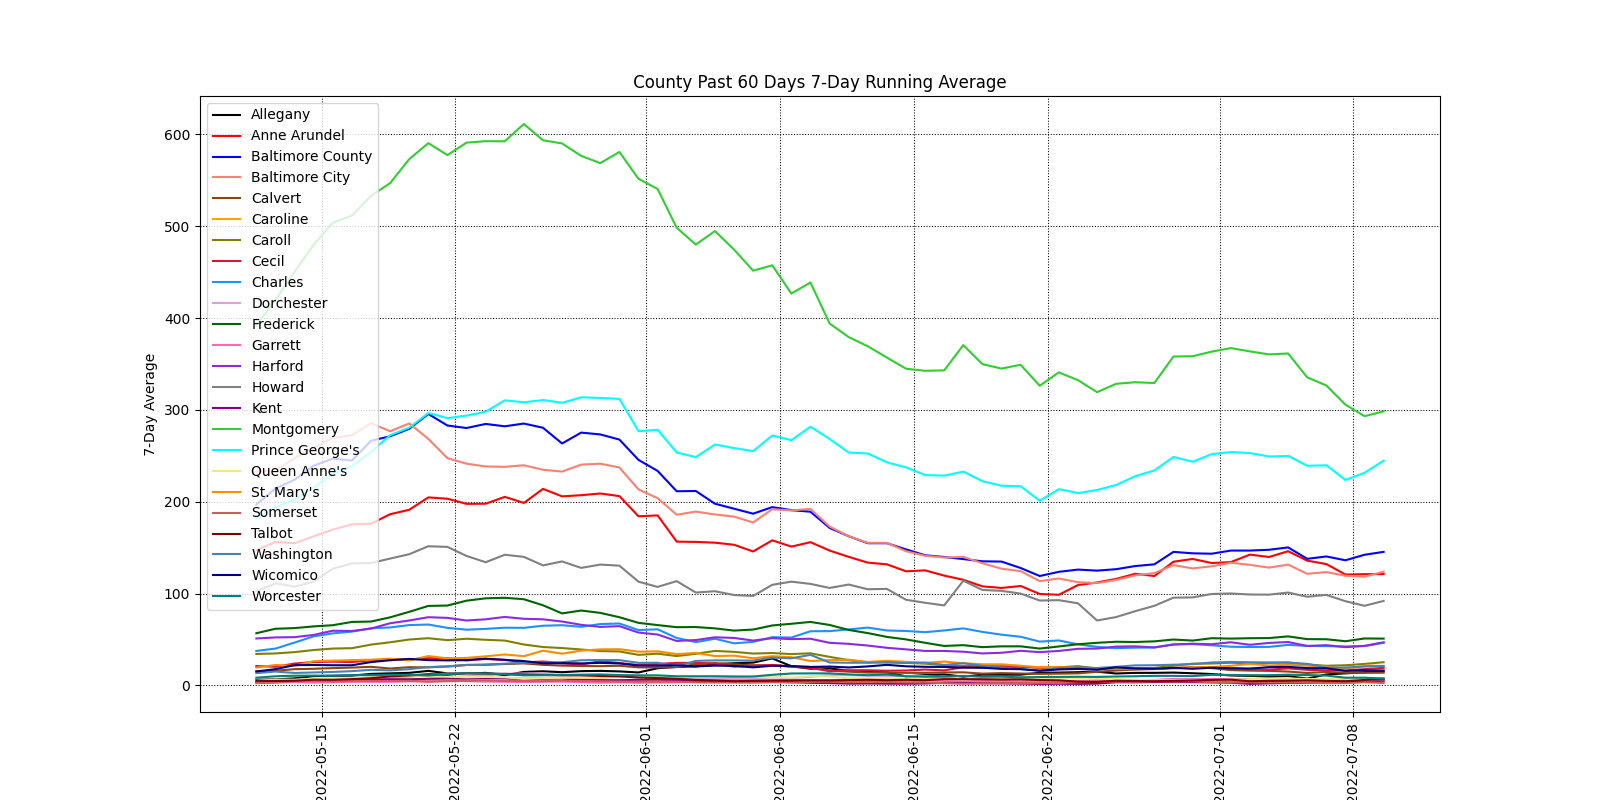 County Past 60 Days 7-Day Running Average
7-Day Average
600
500
400
300
200
100
0
Allegany
Anne Arundel
Baltimore County
Baltimore City
Calvert
Caroline
Caroll
Cecil
Charles
Dorchester
Frederick
Garrett
Harford
Howard
Kent
Montgomery
Prince George's
Queen Anne's
St. Mary's
Somerset
Talbot
Washington
Wicomico
Worcester
2022-05-15
2022-05-22
2022-06-01
2022-06-08
2022-06-15
2022-06-22
2022-07-01
2022-07-08